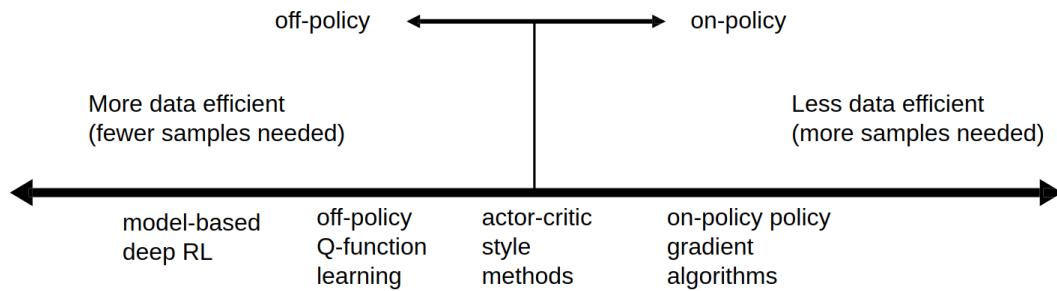 off-policy
on-policy
More data efficient
(fewer samples needed)
Less data efficient
(more samples needed)
model-based
deep RL
off-policy
Q-function
learning
actor-critic
style
methods
on-policy policy
gradient
algorithms